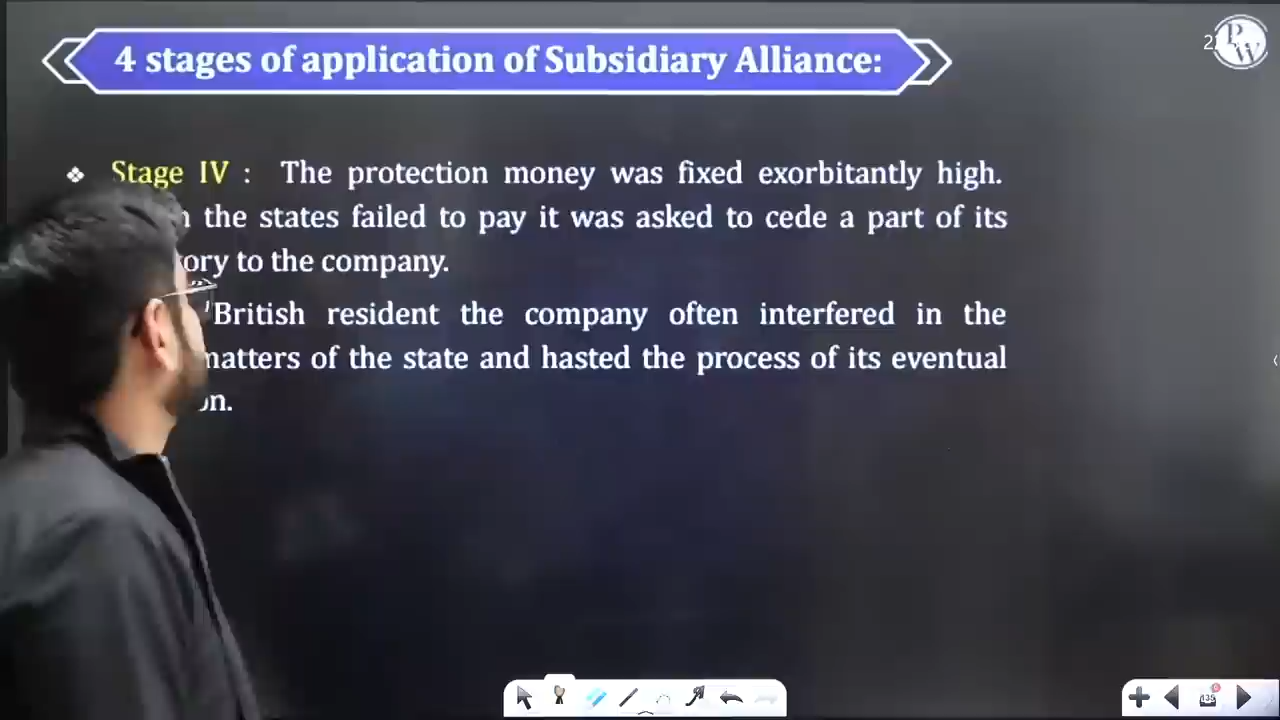 4 stages of application of Subsidiary Alliance:
PW
❖ Stage IV : The protection money was fixed exorbitantly high.
the states failed to pay it was asked to cede a part of its
ory to the company.
British resident the company often interfered in the
matters of the state and hasted the process of its eventual
on.